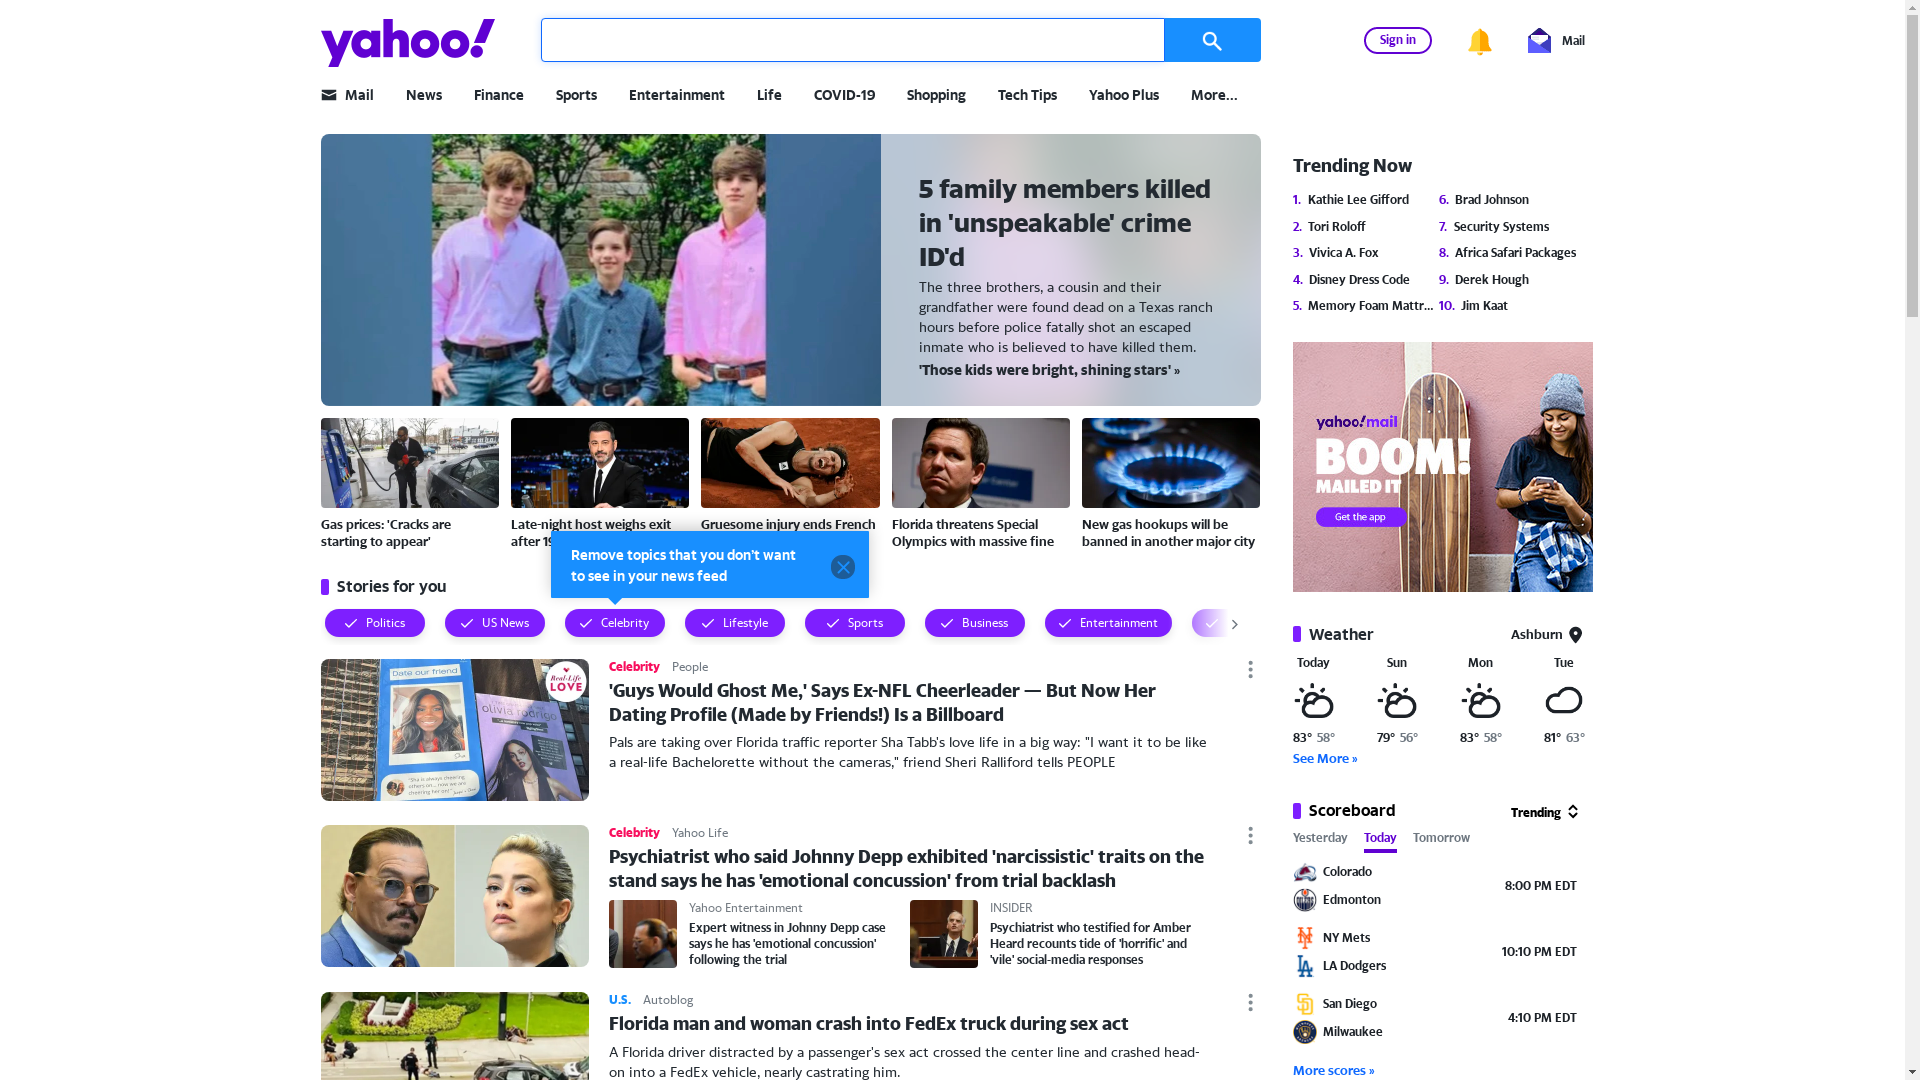 yahoo!
Sign in
Mail
Mail
News
Finance
Sports
Entertainment
Life
COVID-19
Shopping
Tech Tips
Yahoo Plus
More...
5 family members killed
in 'unspeakable' crime
ID'd
The three brothers, a cousin and their
grandfather were found dead on a Texas ranch
hours before police fatally shot an escaped
inmate who is believed to have killed them.
'Those kids were bright, shining stars' »
Gas prices: 'Cracks are
starting to appear'
Late-night host weighs exit
after 19
Gruesome injury ends French
Florida threatens Special
Olympics with massive fine
New gas hookups will be
banned in another major city
Remove topics that you don't want
to see in your news feed
Stories for you
Politics
US News
Celebrity
Lifestyle
Sports
Business
Entertainment
Date our friend
olivia rodrigo
Real-Life
LOVE
Celebrity People
'Guys Would Ghost Me,' Says Ex-NFL Cheerleader — But Now Her
Dating Profile (Made by Friends!) Is a Billboard
Pals are taking over Florida traffic reporter Sha Tabb's love life in a big way: "I want it to be like
a real-life Bachelorette without the cameras," friend Sheri Ralliford tells PEOPLE
Celebrity Yahoo Life
Psychiatrist who said Johnny Depp exhibited 'narcissistic' traits on the
stand says he has 'emotional concussion' from trial backlash
Yahoo Entertainment
Expert witness in Johnny Depp case
says he has 'emotional concussion'
following the trial
INSIDER
Psychiatrist who testified for Amber
Heard recounts tide of 'horrific' and
'vile' social-media responses
U.S. Autoblog
Florida man and woman crash into FedEx truck during sex act
A Florida driver distracted by a passenger's sex act crossed the center line and crashed head-
on into a FedEx vehicle, nearly castrating him.
Trending Now
1. Kathie Lee Gifford
2. Tori Roloff
3. Vivica A. Fox
4. Disney Dress Code
5. Memory Foam Mattr...
6. Brad Johnson
7. Security Systems
8. Africa Safari Packages
9. Derek Hough
10. Jim Kaat
yahoo!mail
BOOM!
MAILED IT
Get the app
Weather
Ashburn
Today Sun Mon Tue
83° 58° 79° 56° 83° 58° 81° 63°
See More »
Scoreboard
Trending
Yesterday Today Tomorrow
Colorado
Edmonton
8:00 PM EDT
NY Mets
LA Dodgers
10:10 PM EDT
San Diego
Milwaukee
4:10 PM EDT
More scores »